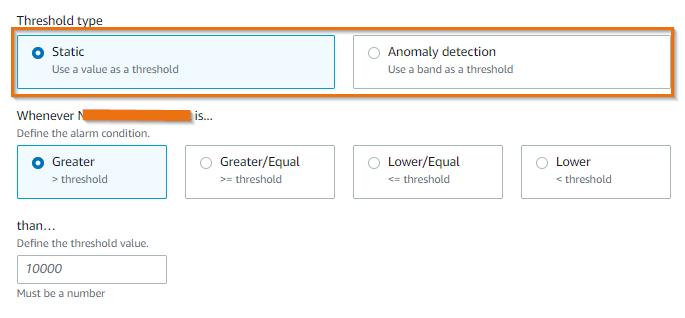 Threshold type
Static
Use a value as a threshold
Anomaly detection
Use a band as a threshold
Whenever is...
Define the alarm condition.
Greater
> threshold
Greater/Equal
>= threshold
Lower/Equal
<= threshold
Lower
< threshold
than...
Define the threshold value.
10000
Must be a number